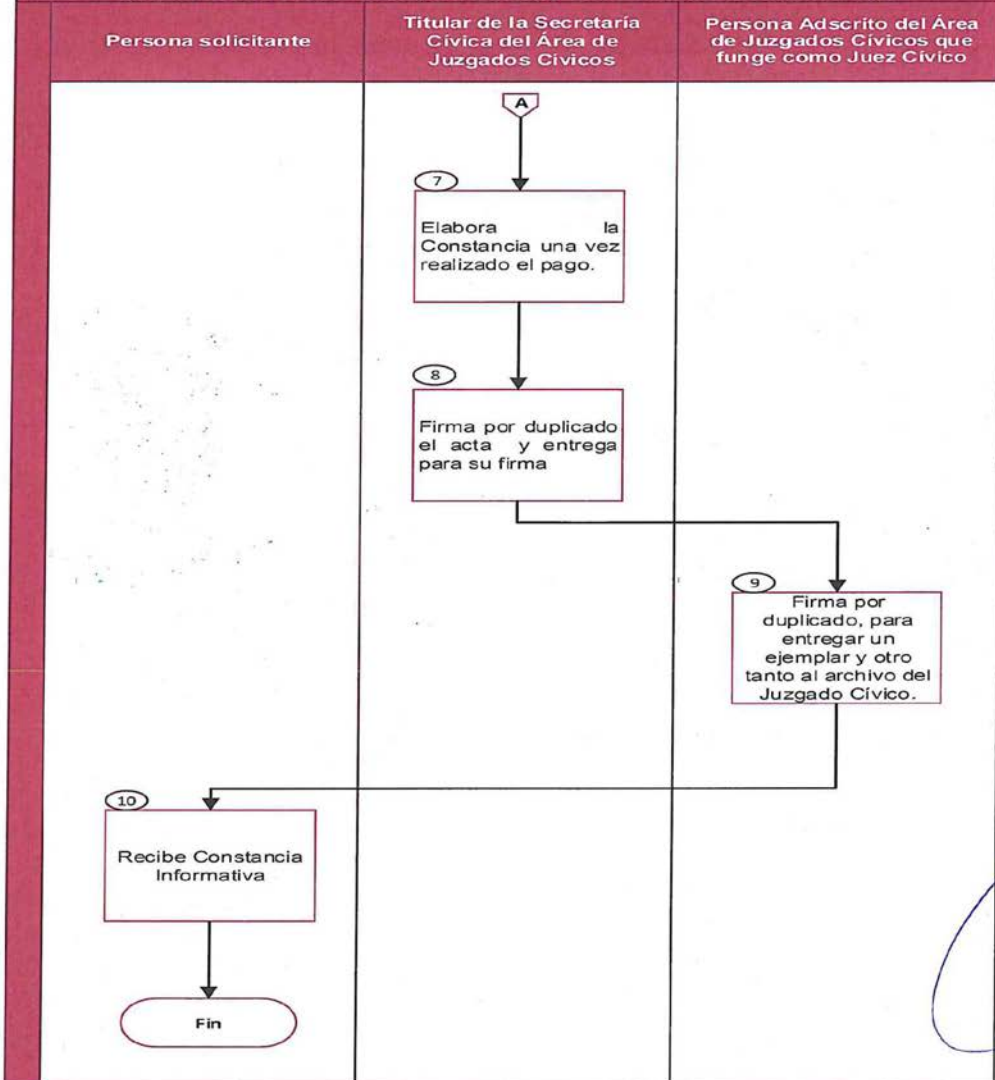 Persona solicitante
Titular de la Secretaría
Cívica del Área de
Juzgados Cívicos
Persona Adscrito del Área
de Juzgados Cívicos que
funge como Juez Cívico
A
7
Elabora la
Constancia una vez
realizado el pago.
8
Firma por duplicado
el acta y entrega
para su firma
9
Firma por
duplicado, para
entregar un
ejemplar y otro
tanto al archivo del
Juzgado Cívico.
10
Recibe Constancia
Informativa
Fin